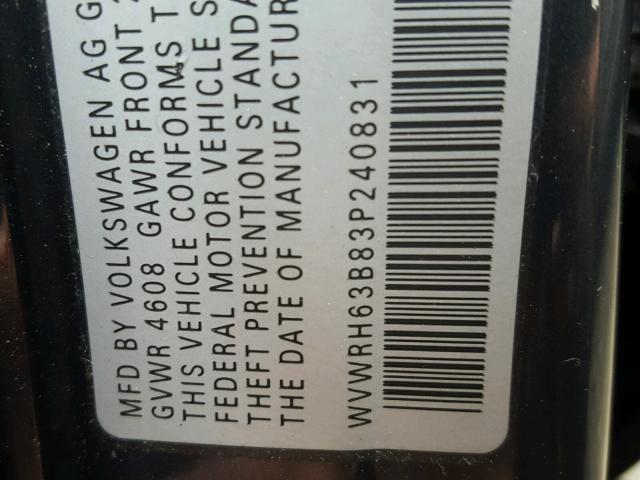 MFD BY VOLKSWAGEN AG G
GVWR 4608 GAWR FRONT 2
THIS VEHICLE CONFORMS T
FEDERAL MOTOR VEHICLE S
THEFT PREVENTION STANDA
THE DATE OF MANUFACTUR
WVWRH63B83P240831